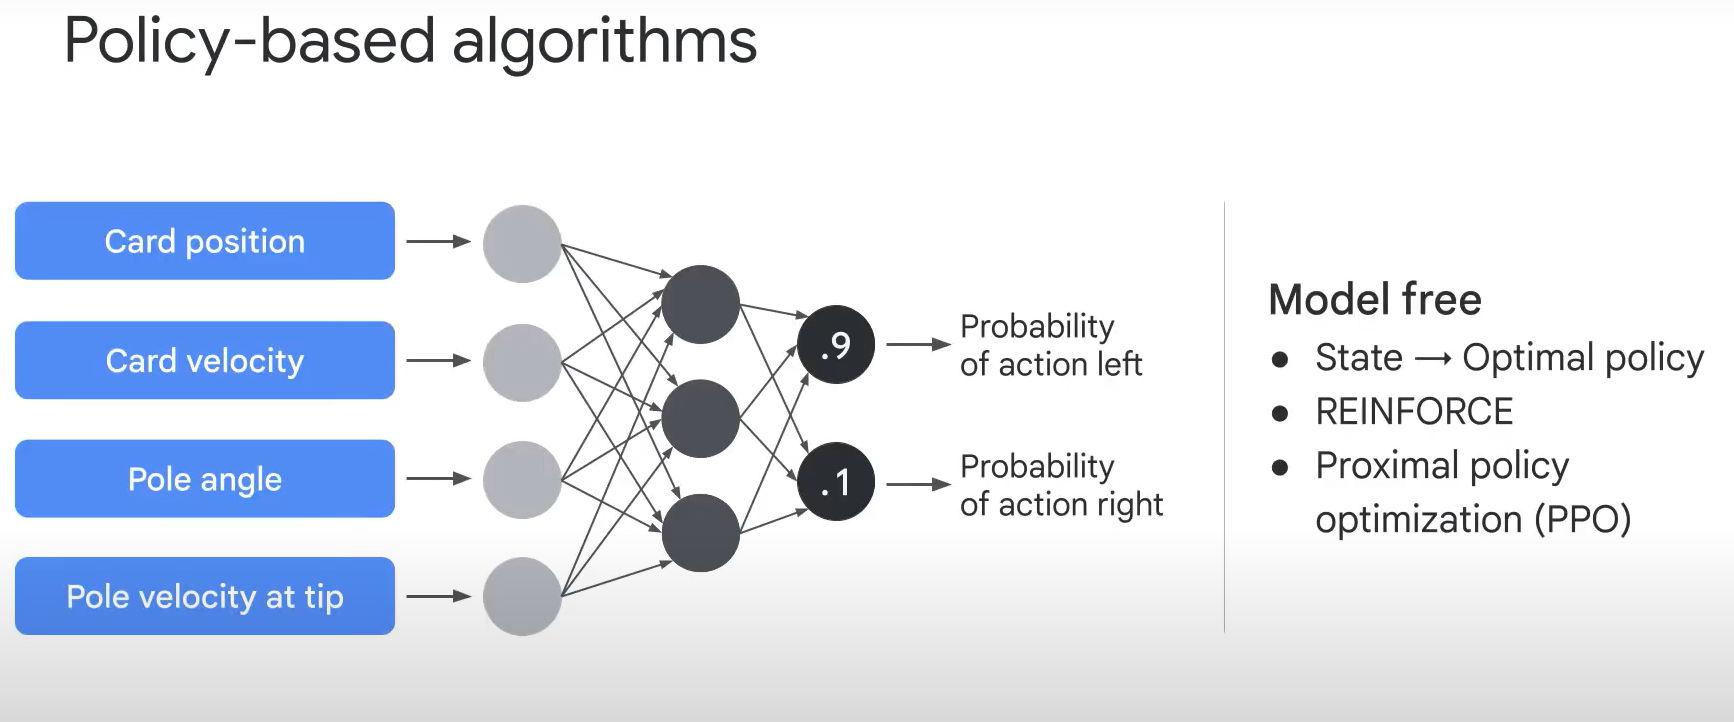 Policy-based algorithms
Card position
Card velocity
Pole angle
Pole velocity at tip
.9
.1
Probability
of action left
Probability
of action right
Model free
● State → Optimal policy
● REINFORCE
● Proximal policy
optimization (PPO)